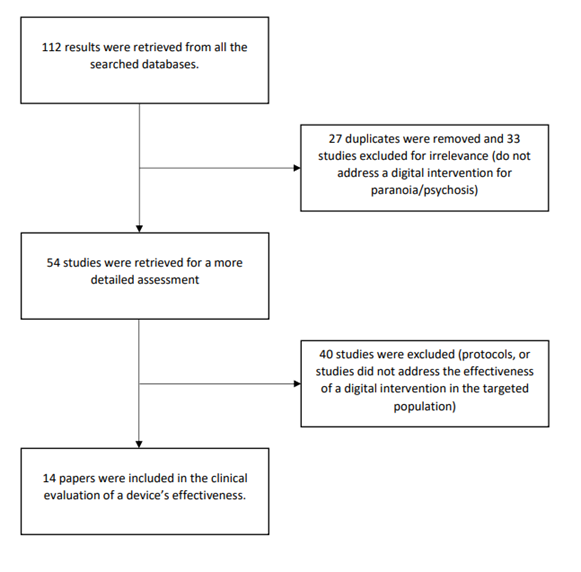 112 results were retrieved from all the
searched databases.
27 duplicates were removed and 33
studies excluded for irrelevance (do not
address a digital intervention for
paranoia/psychosis)
54 studies were retrieved for a more
detailed assessment
40 studies were excluded (protocols, or
studies did not address the effectiveness
of a digital intervention in the targeted
population)
14 papers were included in the clinical
evaluation of a device’s effectiveness.